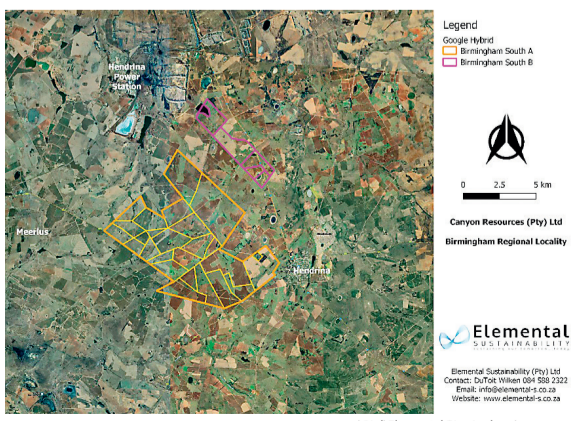 Legend
Google Hybrid
Birmingham South A
Birmingham South B
Hendrina
Power
Station
Meerlus
Hendrina
0 2.5 5 km
Canyon Resources (Pty) Ltd
Birmingham Regional Locality
Elemental
SUSTAINABILITY
Elemental Sustainability (Pty) Ltd
Contact: DuToit Wilken 084 588 2322
Email: info@elemental-s.co.za
Website: www.elemental-s.co.za